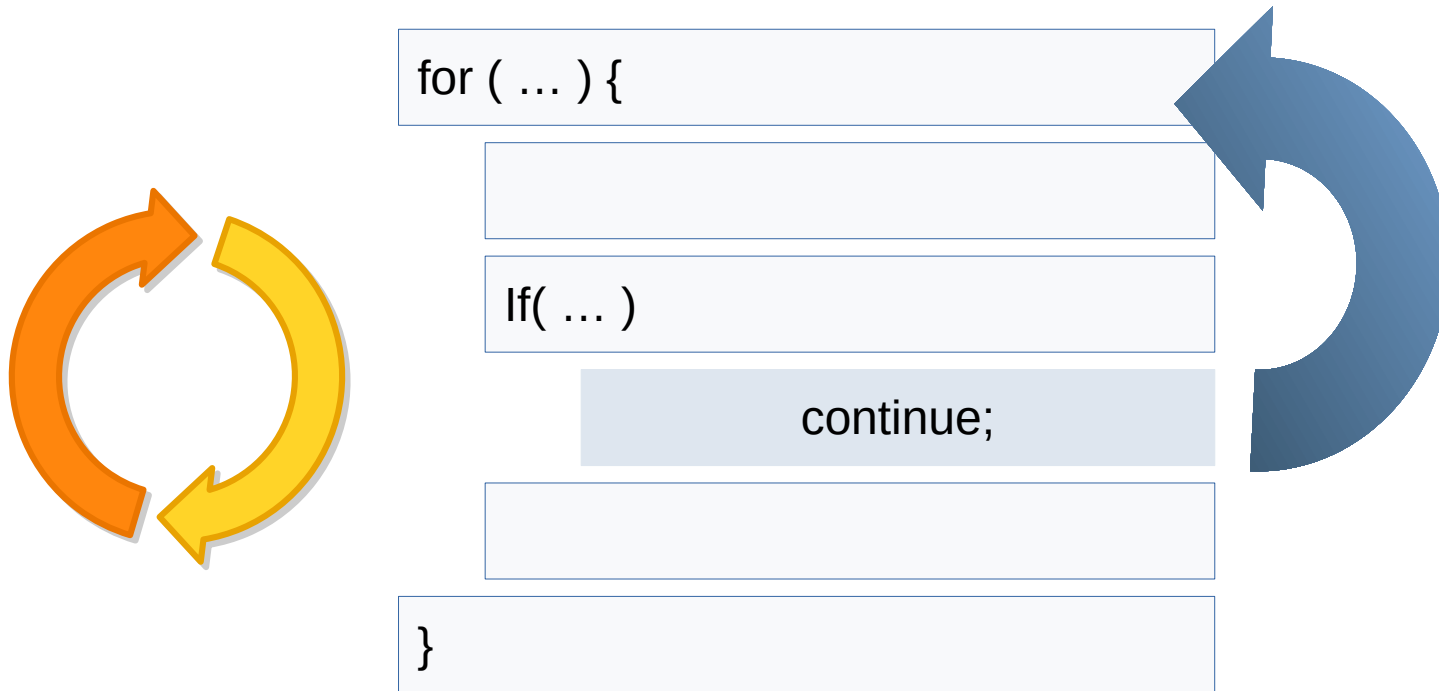 for ( … ) {
If( … )
continue;
}